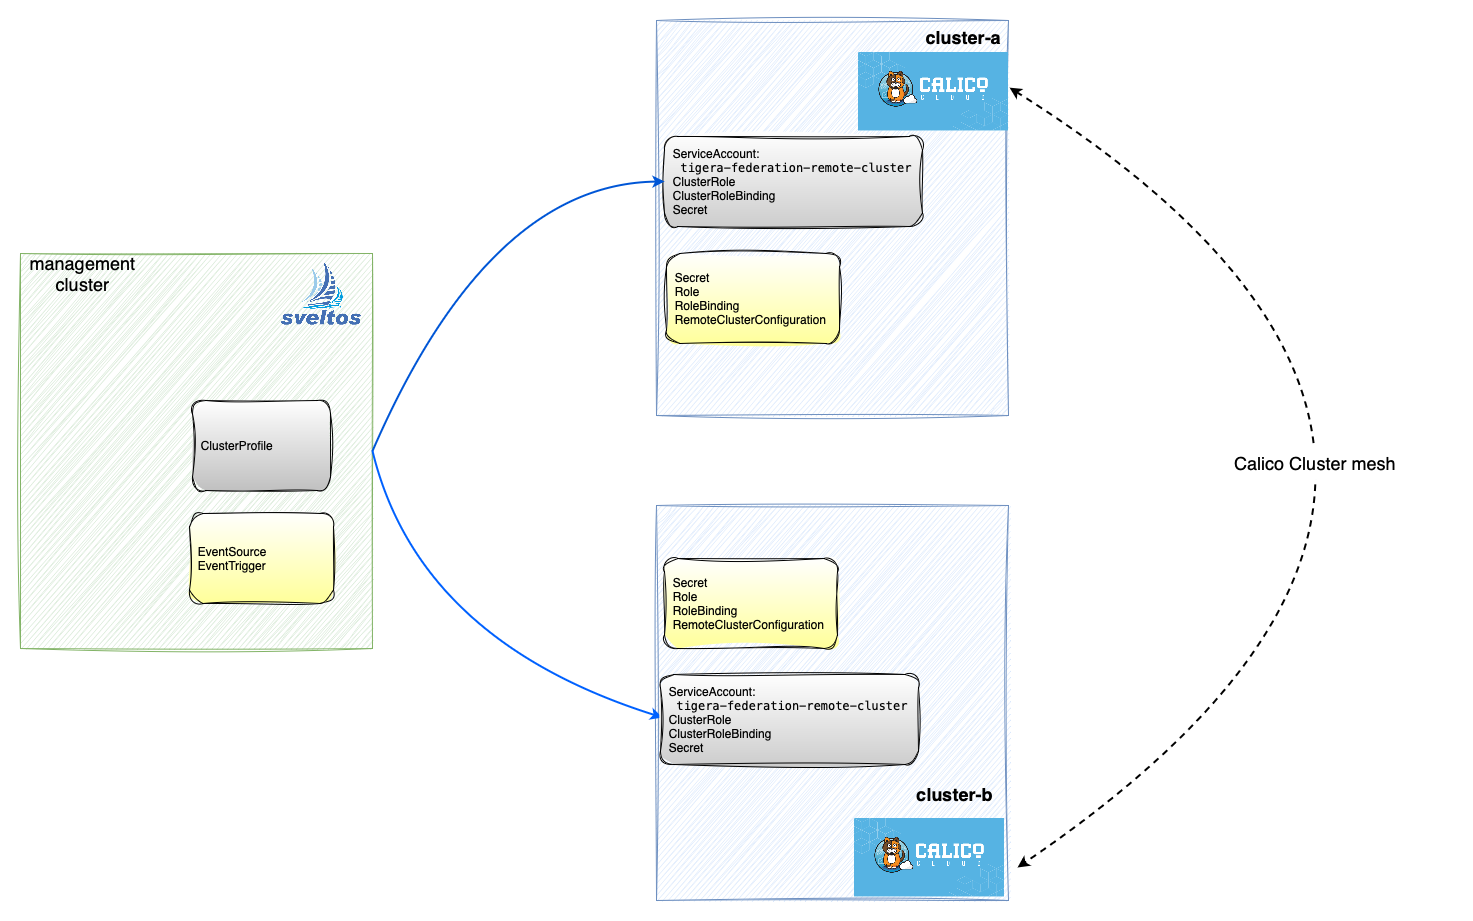 management
cluster
sveltos
ClusterProfile
EventSource
EventTrigger
cluster-a
CALICO
CLOUD
ServiceAccount:
tigera-federation-remote-cluster
ClusterRole
ClusterRoleBinding
Secret
Secret
Role
RoleBinding
RemoteClusterConfiguration
Calico Cluster mesh
Secret
Role
RoleBinding
RemoteClusterConfiguration
ServiceAccount:
tigera-federation-remote-cluster
ClusterRole
ClusterRoleBinding
Secret
cluster-b
CALICO
CLOUD